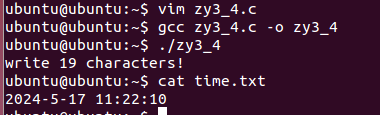 ubuntu@ubuntu:~$ vim zy3_4.c
ubuntu@ubuntu:~$ gcc zy3_4.c -o zy3_4
ubuntu@ubuntu:~$ ./zy3_4
write 19 characters!
ubuntu@ubuntu:~$ cat time.txt
2024-5-17 11:22:10
ubuntu@ubuntu:~$